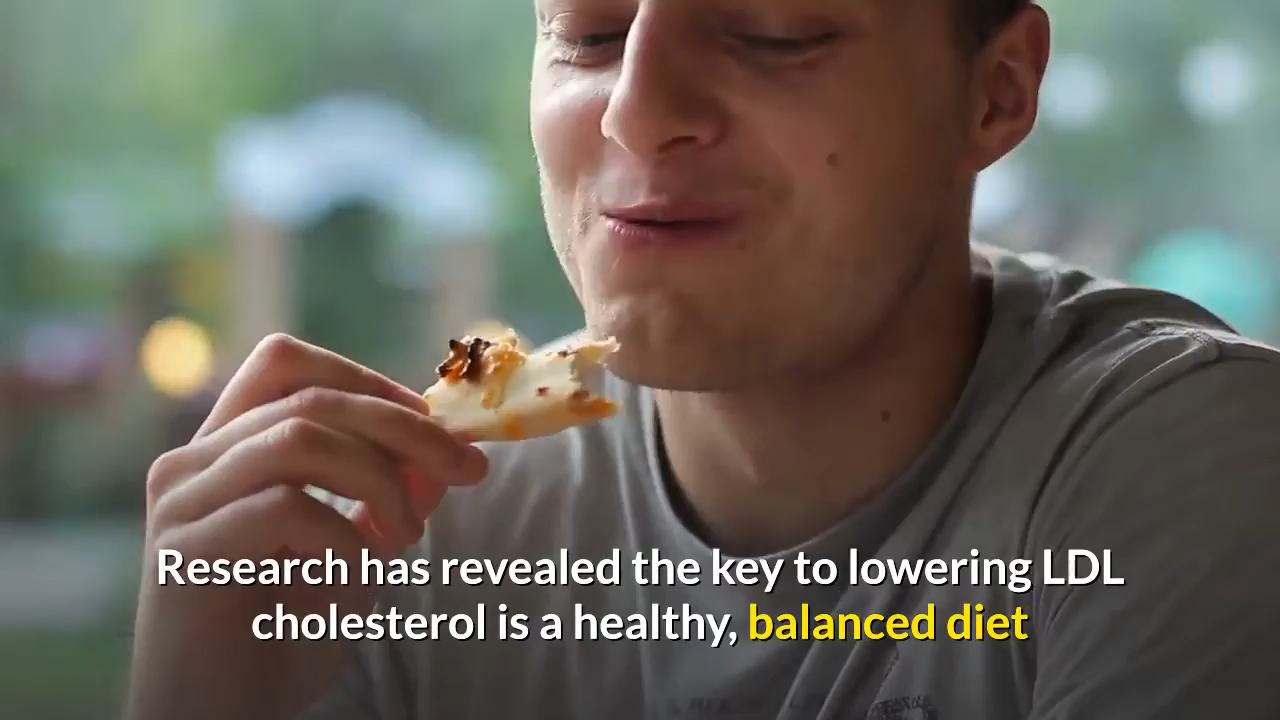 Research has revealed the key to lowering LDL
cholesterol is a healthy, balanced diet